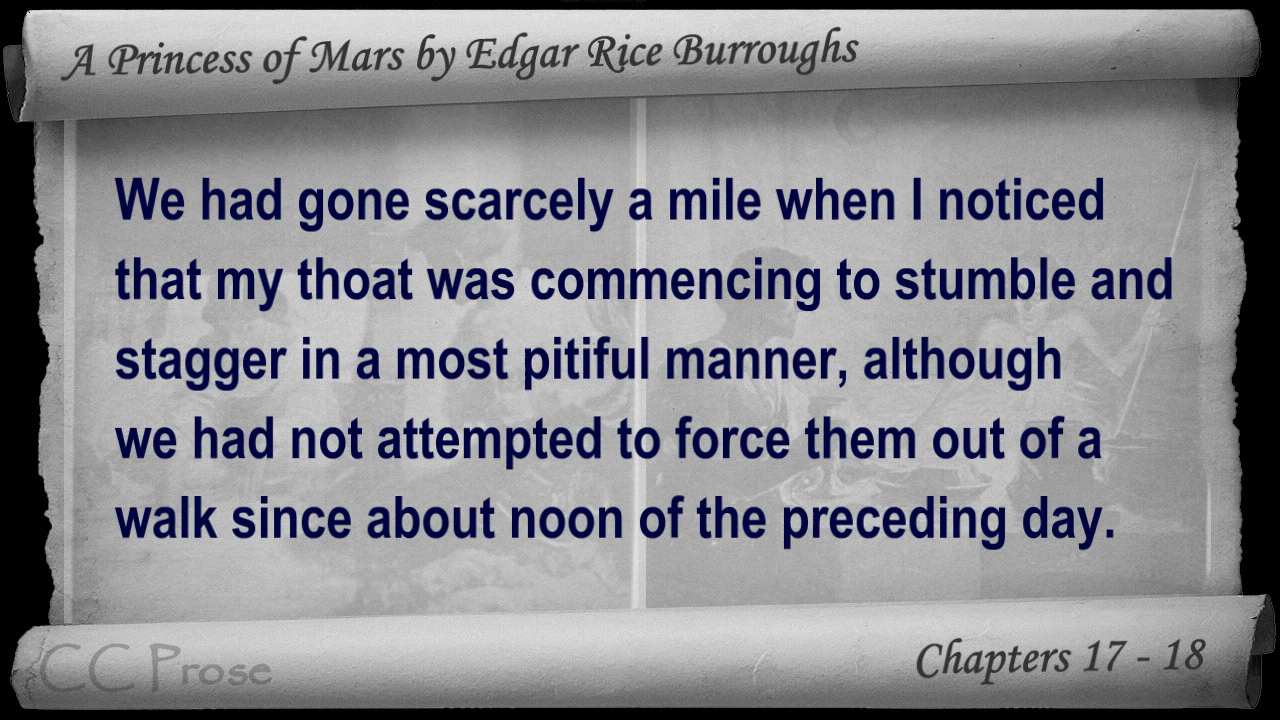 A Princess of Mars by Edgar Rice Burroughs
We had gone scarcely a mile when I noticed
that my thoat was commencing to stumble and
stagger in a most pitiful manner, although
we had not attempted to force them out of a
walk since about noon of the preceding day.
CC Prose
Chapters 17 - 18